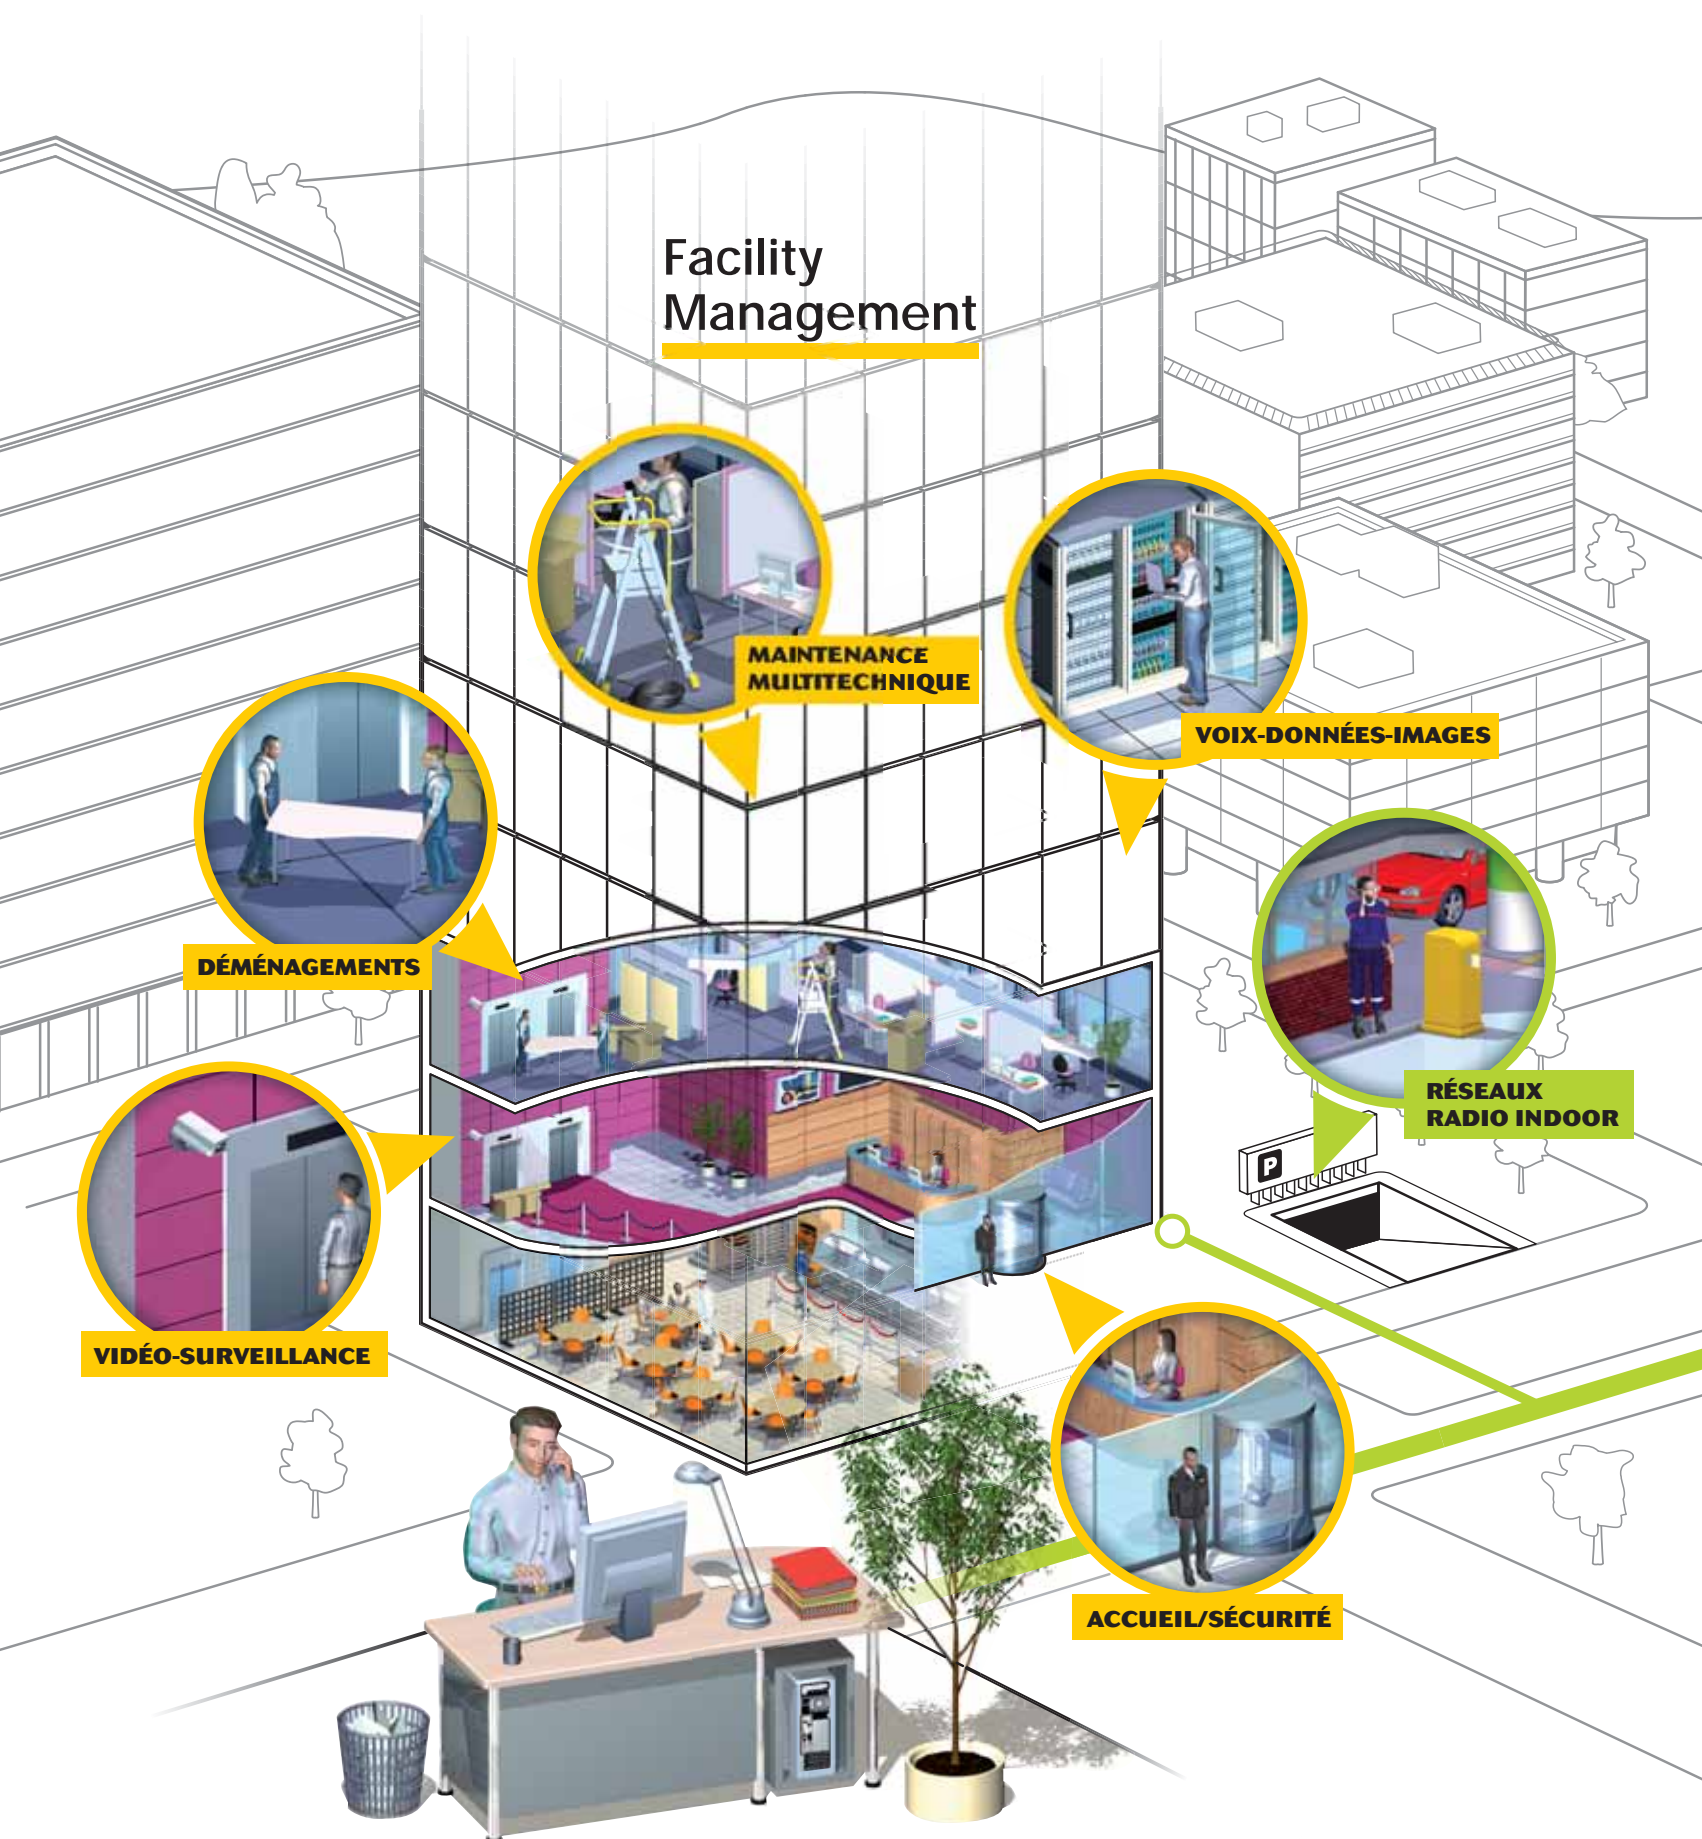 Facility
Management
MAINTENANCE
MULTITECHNIQUE
VOIX-DONNÉES-IMAGES
DÉMÉNAGEMENTS
RÉSEAUX
RADIO INDOOR
P
VIDÉO-SURVEILLANCE
ACCUEIL/SÉCURITÉ